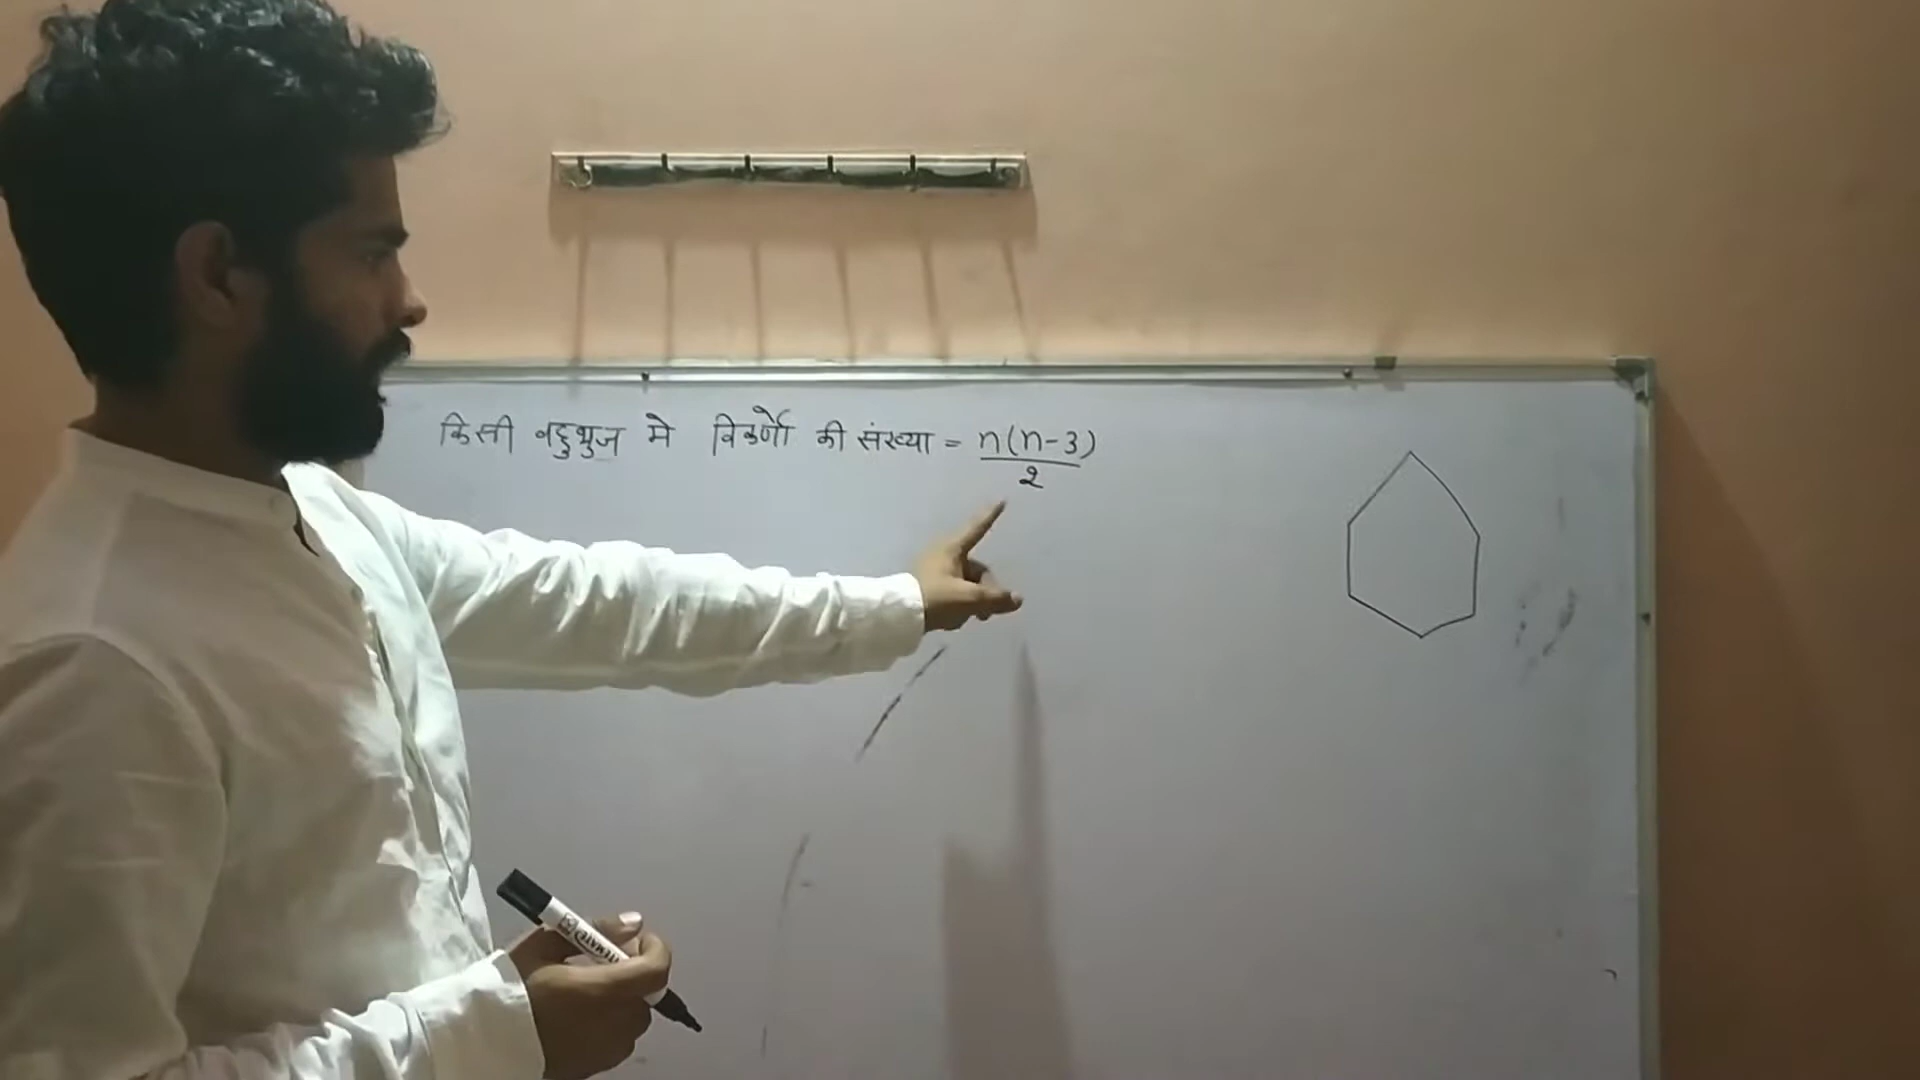 किसी बहुभुज मे विकर्णो की संख्या = n(n-3)/2